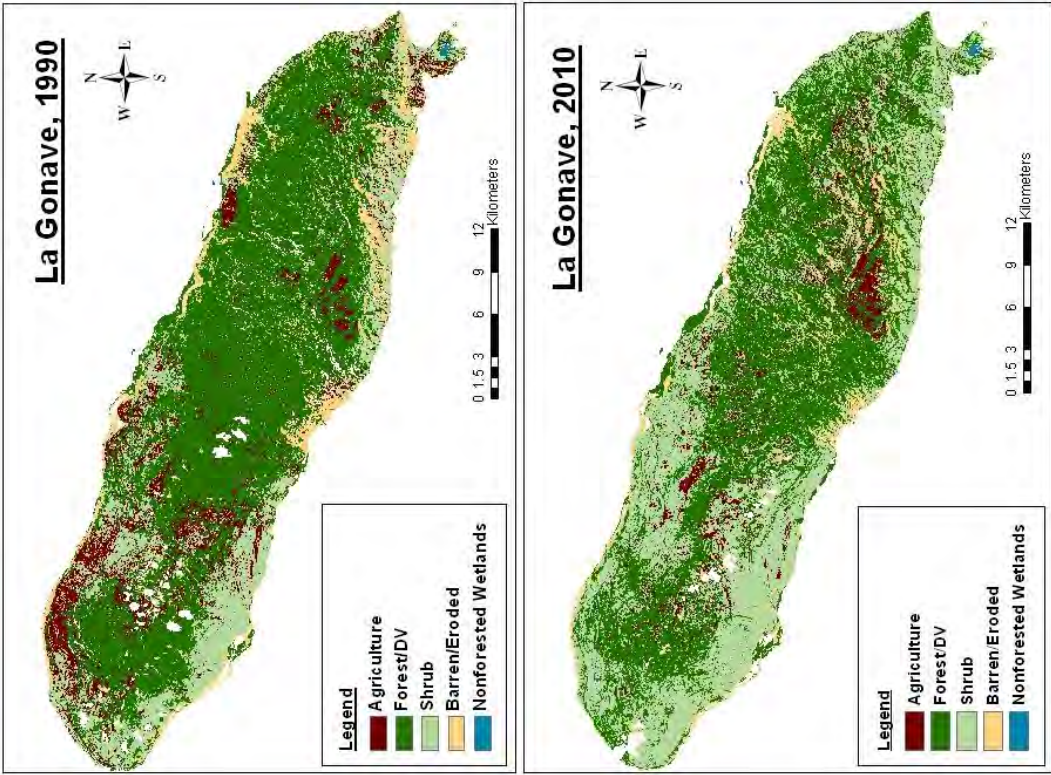 La Gonave, 1990
N
E
W
S
0 1.5 3 6 9 12
Kilometers
Legend
Agriculture
Forest/DV
Shrub
Barren/Eroded
Nonforested Wetlands
La Gonave, 2010
N
E
W
S
0 1.5 3 6 9 12
Kilometers
Legend
Agriculture
Forest/DV
Shrub
Barren/Eroded
Nonforested Wetlands